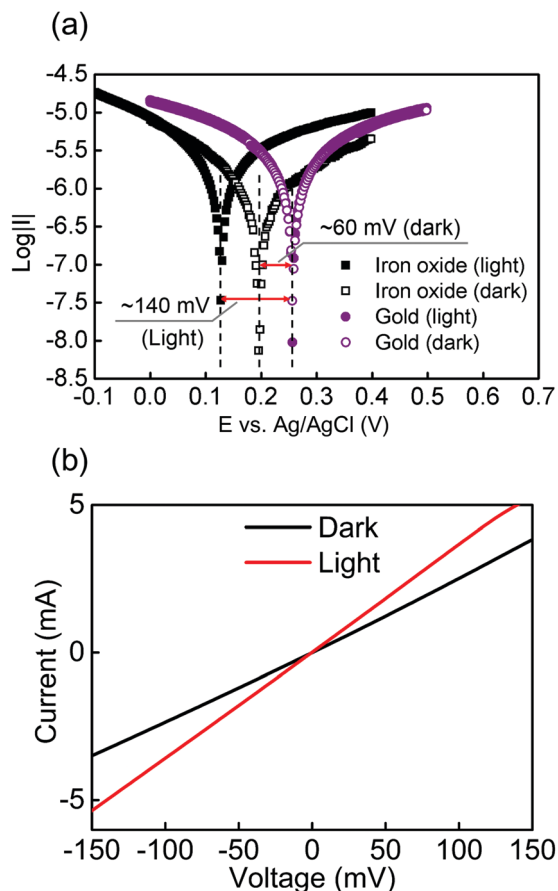 (a)
-4.5
-5.0
-5.5
-6.0
-6.5
-7.0
-7.5
-8.0
-8.5
Log|I|
~60 mV (dark)
~140 mV
(Light)
Iron oxide (light)
Iron oxide (dark)
Gold (light)
Gold (dark)
-0.1 0.0 0.1 0.2 0.3 0.4 0.5 0.6 0.7
E vs. Ag/AgCl (V)
(b)
5
0
-5
Current (mA)
Dark
Light
-150 -100 -50 0 50 100 150
Voltage (mV)